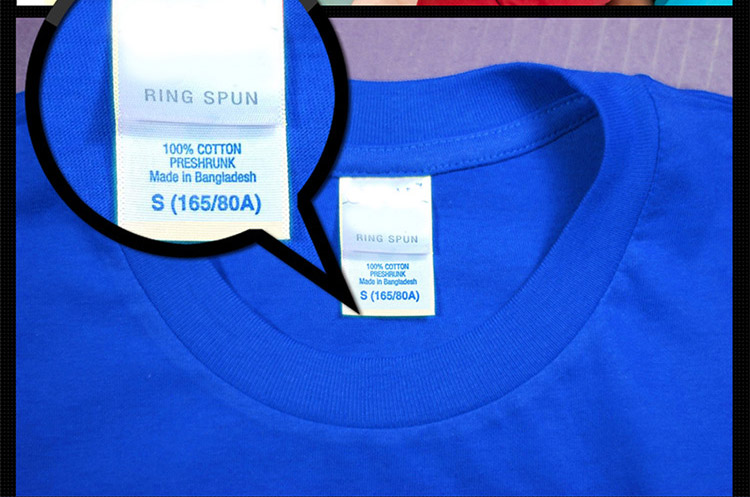 RING SPUN
100% COTTON
PRESHRUNK
Made in Bangladesh
S (165/80A)
RING SPUN
100% COTTON
PRESHRUNK
Made in Bangladesh
S (165/80A)